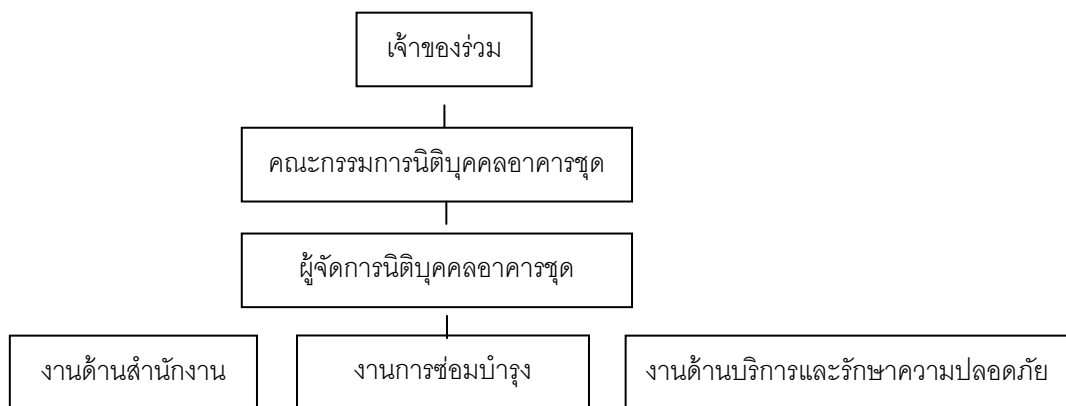 เจ้าของร่วม
คณะกรรมการนิติบุคคลอาคารชุด
ผู้จัดการนิติบุคคลอาคารชุด
งานด้านสำนักงาน
งานการซ่อมบำรุง
งานด้านบริการและรักษาความปลอดภัย